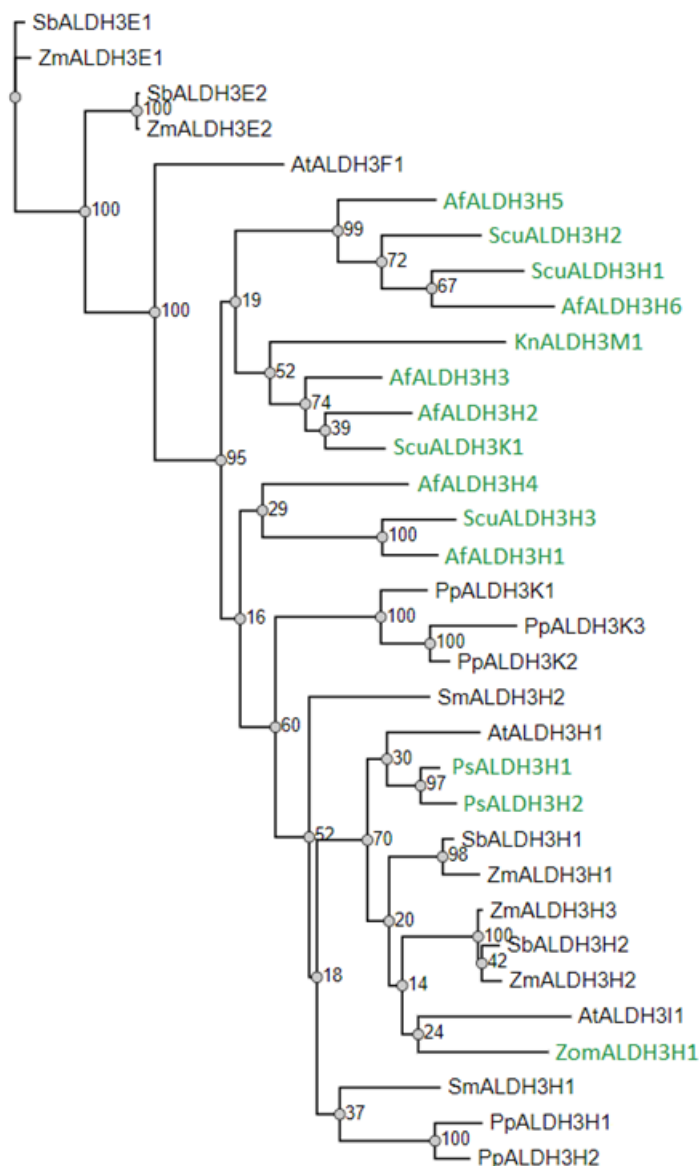 SbALDH3E1
ZmALDH3E1
SbALDH3E2
100
ZmALDH3E2
AtALDH3F1
AfALDH3H5
100
99
ScuALDH3H2
72
ScuALDH3H1
67
19
100
AfALDH3H6
KnALDH3M1
52
AfALDH3H3
74
AfALDH3H2
39
ScuALDH3K1
95
AfALDH3H4
29
ScuALDH3H3
100
AfALDH3H1
PpALDH3K1
100
16
PpALDH3K3
100
PpALDH3K2
SmALDH3H2
60
AtALDH3H1
30
PsALDH3H1
97
PsALDH3H2
52
70
SbALDH3H1
98
ZmALDH3H1
ZmALDH3H3
20
100
SbALDH3H2
42
18
14
ZmALDH3H2
AtALDH3I1
24
ZomALDH3H1
SmALDH3H1
37
PpALDH3H1
100
PpALDH3H2